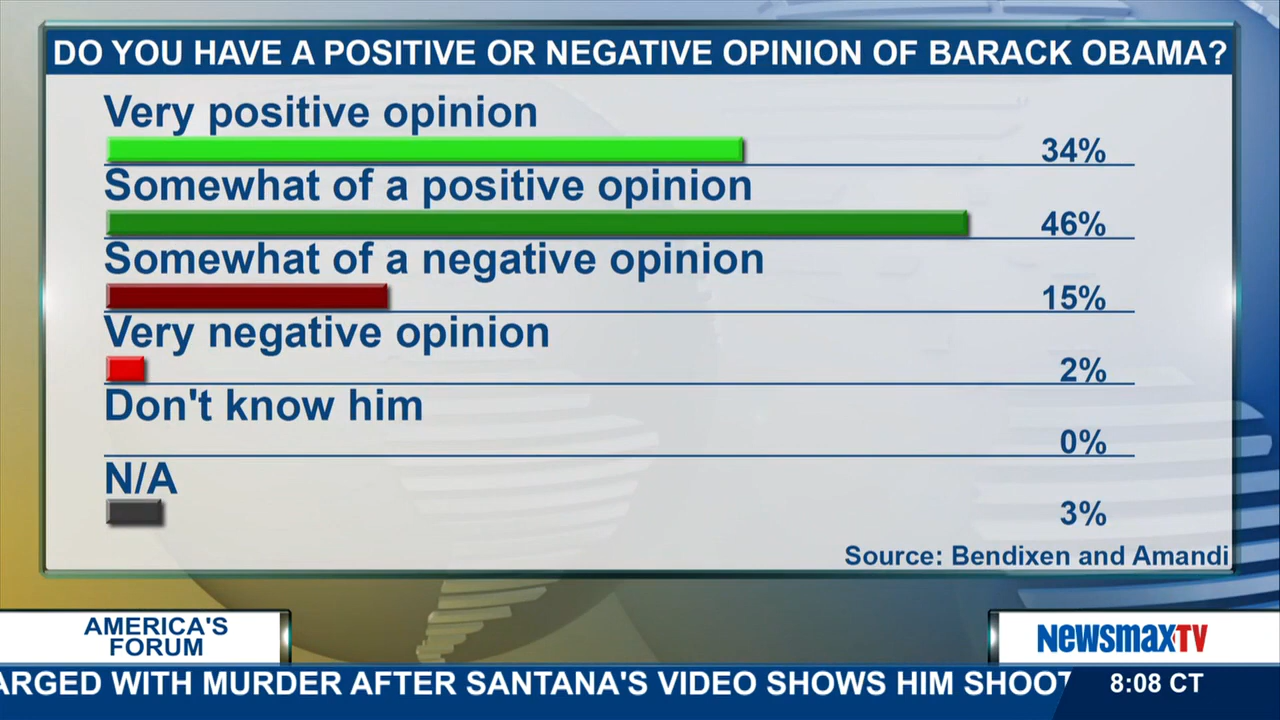 DO YOU HAVE A POSITIVE OR NEGATIVE OPINION OF BARACK OBAMA?
Very positive opinion
34%
Somewhat of a positive opinion
46%
Somewhat of a negative opinion
15%
Very negative opinion
2%
Don't know him
0%
N/A
3%
Source: Bendixen and Amandi
AMERICA'S
FORUM
NEWSMAXTV
ARGED WITH MURDER AFTER SANTANA'S VIDEO SHOWS HIM SHOOT
8:08 CT